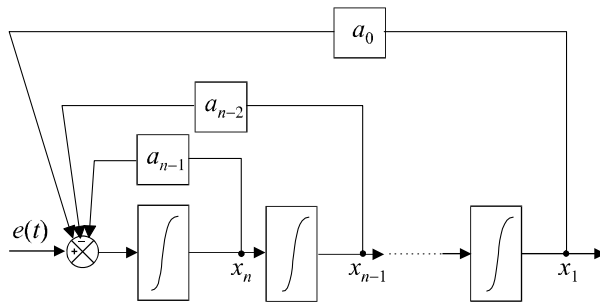 a₀
aₙ₋₂
aₙ₋₁
e(t)
+
−
∫
∫
∫
xₙ
xₙ₋₁
x₁